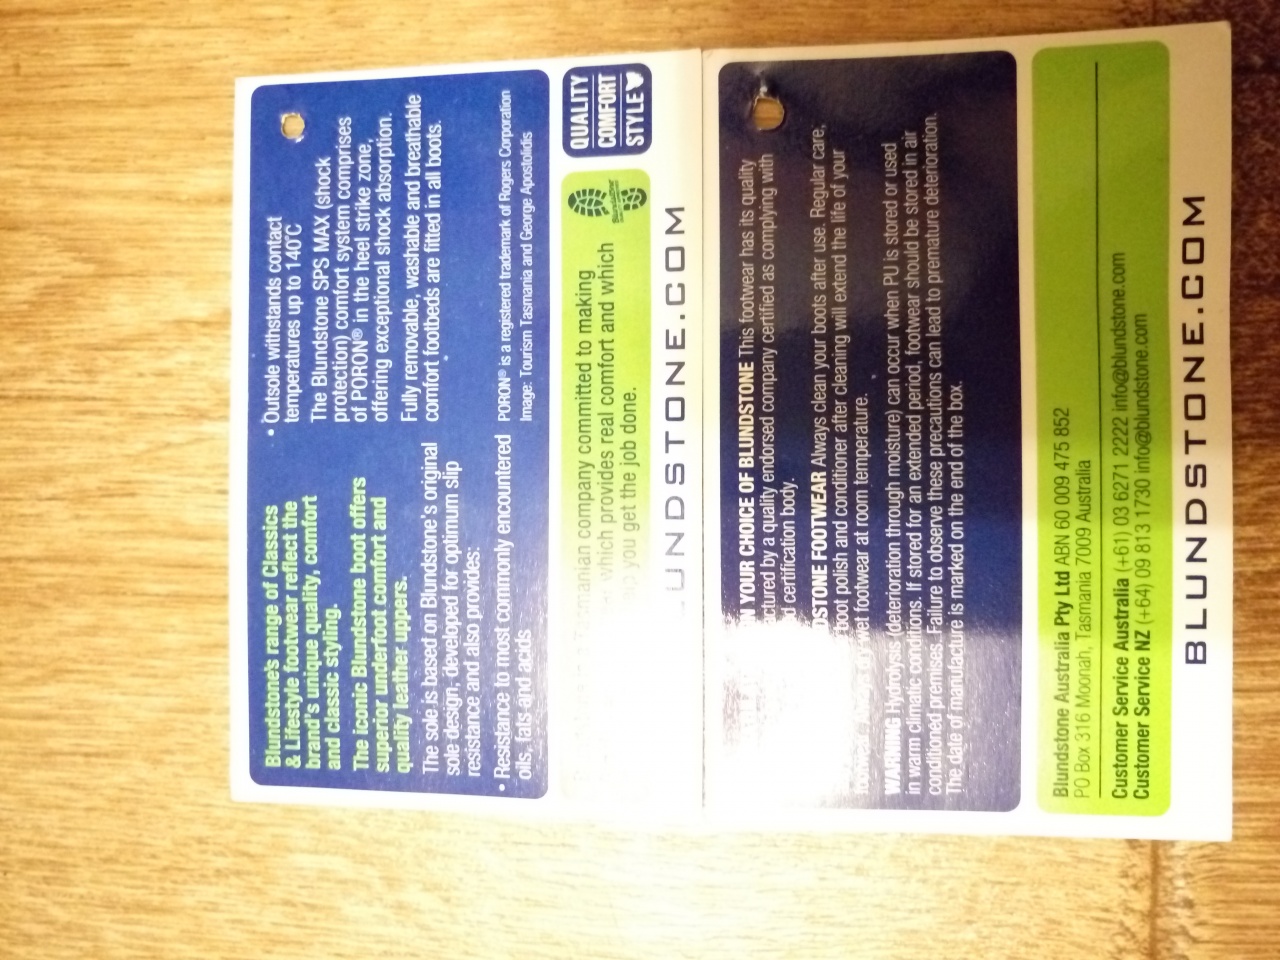 Blundstone's range of Classics
& Lifestyle footwear reflect the
brand's unique quality, comfort
and classic styling.
The iconic Blundstone boot offers
superior underfoot comfort and
quality leather uppers.
The sole is based on Blundstone's original
sole design, developed for optimum slip
resistance and also provides:
• Resistance to most commonly encountered
oils, fats and acids
• Outsole withstands contact
temperatures up to 140°C
The Blundstone SPS MAX (shock
protection) comfort system comprises
of PORON® in the heel strike zone,
offering exceptional shock absorption.
Fully removable, washable and breathable
comfort footbeds are fitted in all boots.
PORON® is a registered trademark of Rogers Corporation
Image: Tourism Tasmania and George Apostolidis
company committed to making
which provides real comfort and which
you get the job done.
QUALITY
COMFORT
STYLE
LUNDSTONE.COM
YOUR CHOICE OF BLUNDSTONE This footwear has its quality
by a quality endorsed company certified as complying with
certification body.
FOOTWEAR Always clean your boots after use. Regular care,
boot polish and conditioner after cleaning will extend the life of your
wet footwear at room temperature.
WARNING Hydrolysis (deterioration through moisture) can occur when PU is stored or used
in warm climatic conditions. If stored for an extended period, footwear should be stored in air
conditioned premises. Failure to observe these precautions can lead to premature deterioration.
The date of manufacture is marked on the end of the box.
Blundstone Australia Pty Ltd ABN 60 009 475 852
PO Box 316 Moonah, Tasmania 7009 Australia
Customer Service Australia (+61) 03 6271 2222 info@blundstone.com
Customer Service NZ (+64) 09 813 1730 info@blundstone.com
BLUNDSTONE.COM